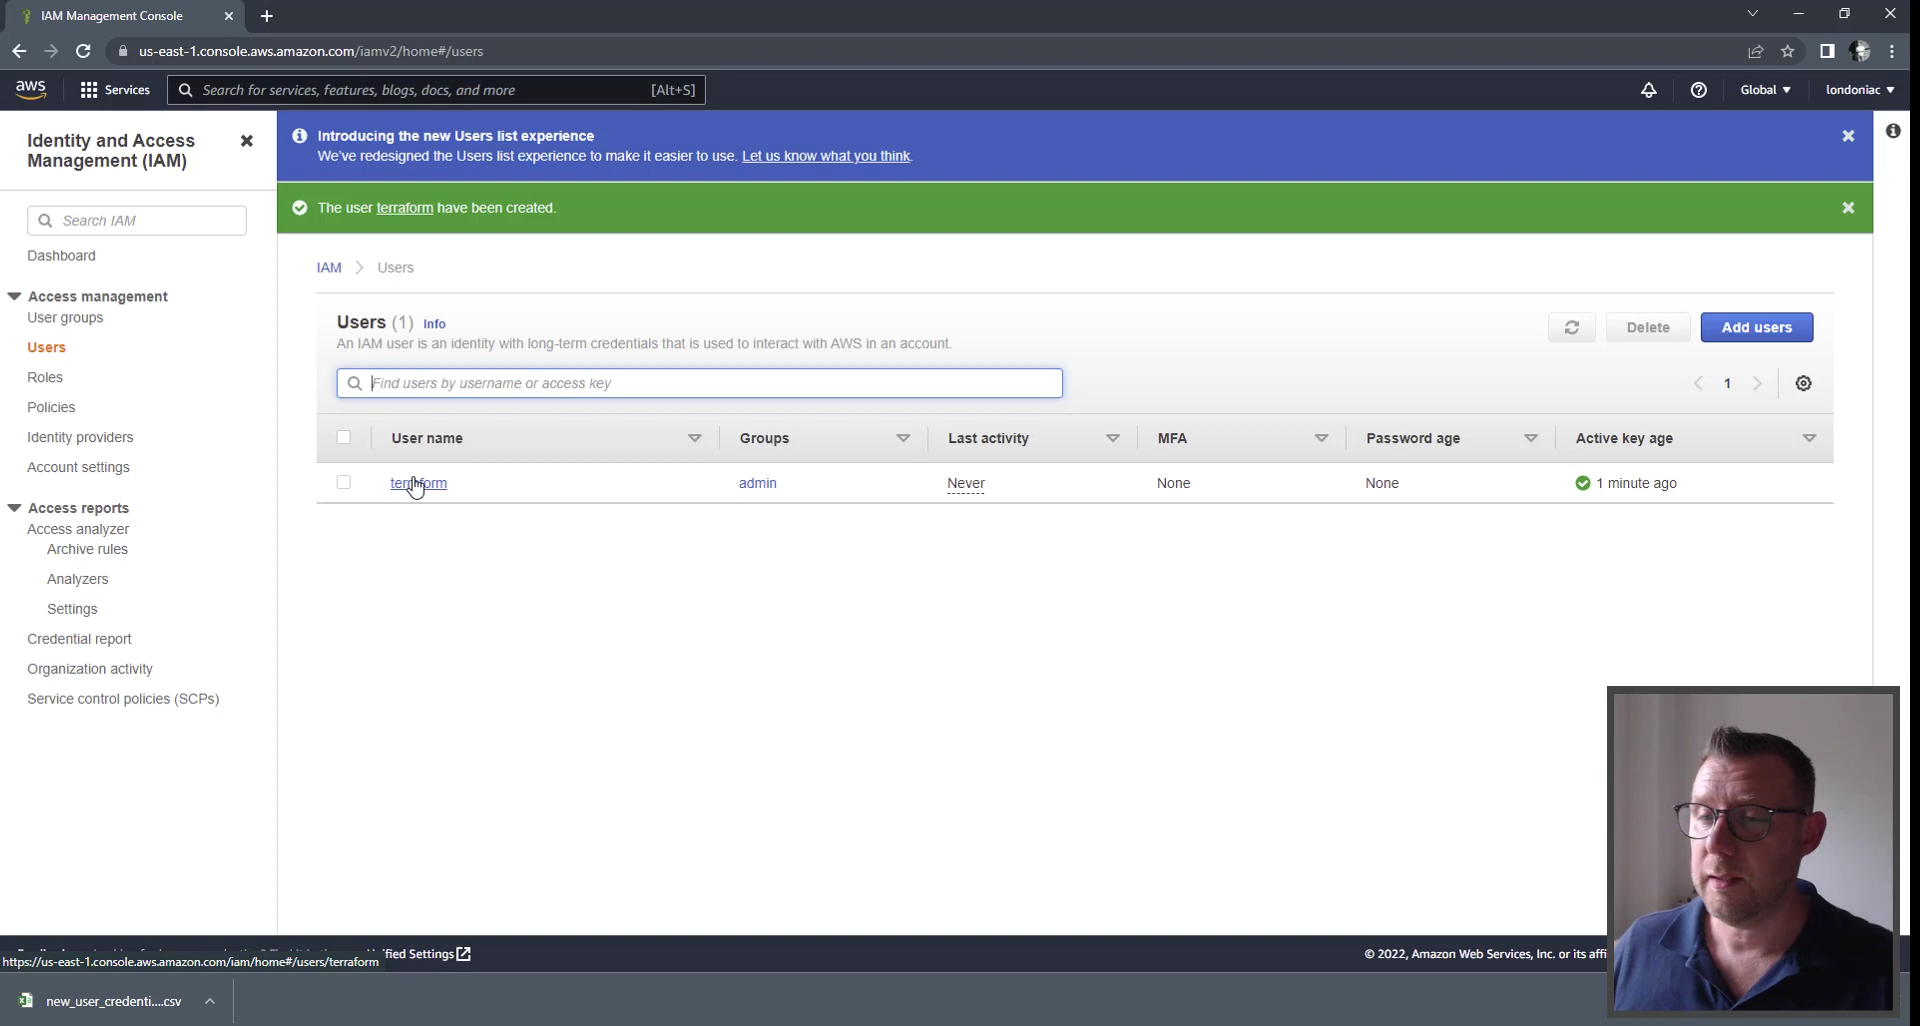 IAM Management Console
us-east-1.console.aws.amazon.com/iamv2/home#/users
aws
Services
Search for services, features, blogs, docs, and more
[Alt+S]
Global
londoniac
Identity and Access
Management (IAM)
Search IAM
Dashboard
Access management
User groups
Users
Roles
Policies
Identity providers
Account settings
Access reports
Access analyzer
Archive rules
Analyzers
Settings
Credential report
Organization activity
Service control policies (SCPs)
Introducing the new Users list experience
We've redesigned the Users list experience to make it easier to use. Let us know what you think.
The user terraform have been created.
IAM
Users
Users (1) Info
An IAM user is an identity with long-term credentials that is used to interact with AWS in an account.
Delete
Add users
Find users by username or access key
1
User name Groups Last activity MFA Password age Active key age
terraform admin Never None None 1 minute ago
fied Settings
© 2022, Amazon Web Services, Inc. or its affi
https://us-east-1.console.aws.amazon.com/iam/home#/users/terraform
new_user_credenti....csv